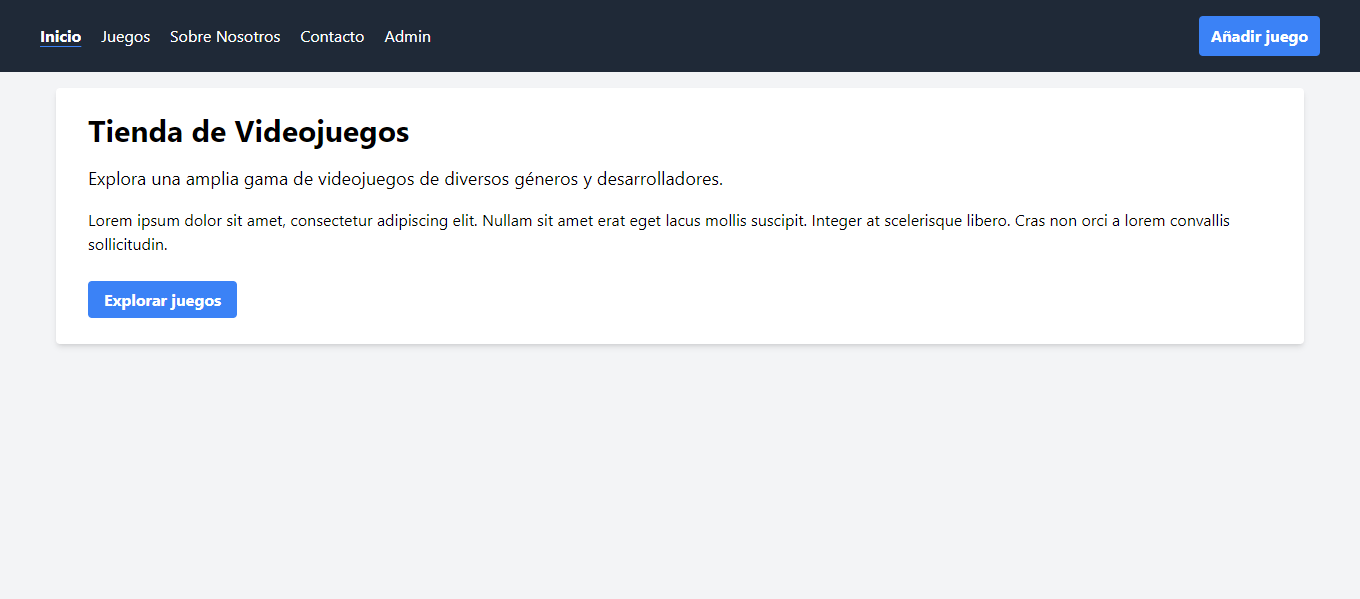 Inicio Juegos Sobre Nosotros Contacto Admin Añadir juego
Tienda de Videojuegos
Explora una amplia gama de videojuegos de diversos géneros y desarrolladores.
Lorem ipsum dolor sit amet, consectetur adipiscing elit. Nullam sit amet erat eget lacus mollis suscipit. Integer at scelerisque libero. Cras non orci a lorem convallis
sollicitudin.
Explorar juegos